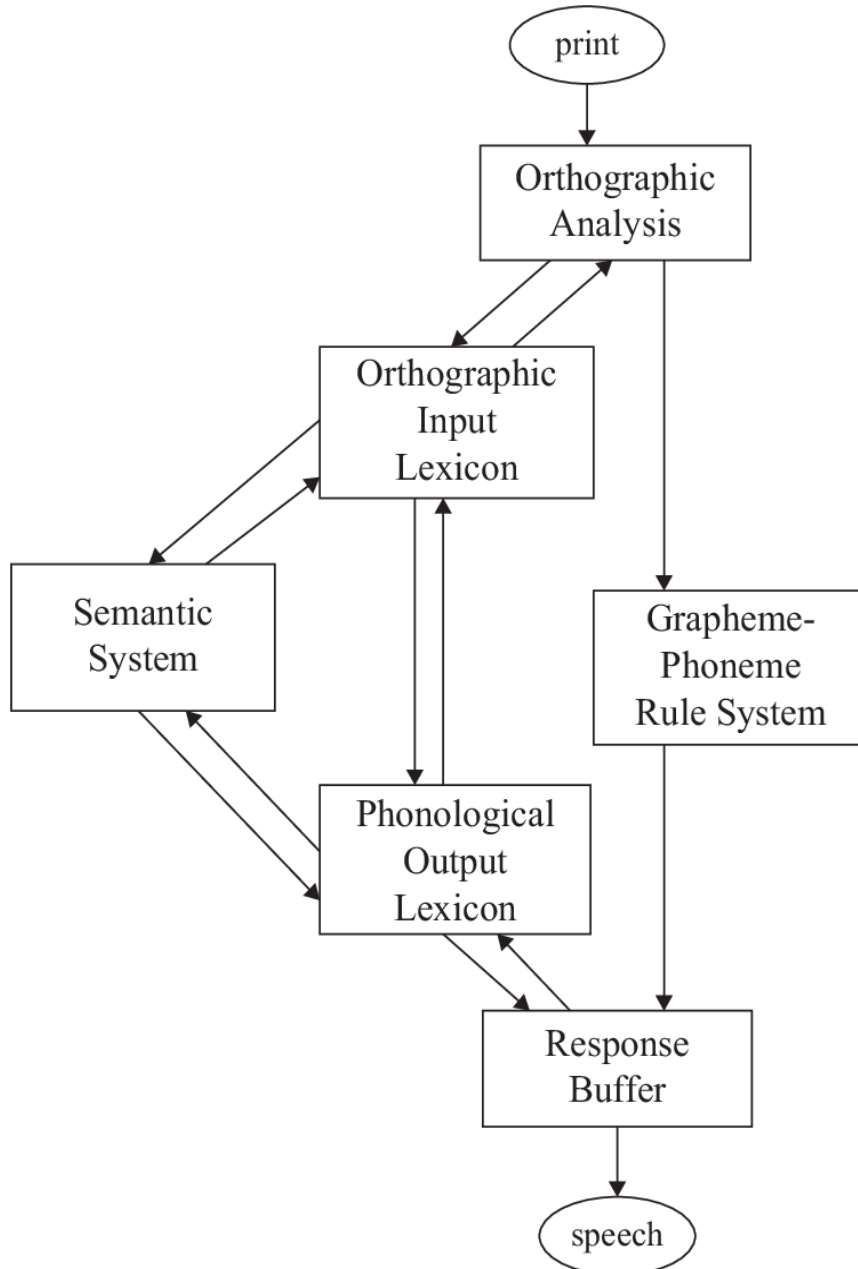 print
Orthographic
Analysis
Orthographic
Input
Lexicon
Semantic
System
Grapheme-
Phoneme
Rule System
Phonological
Output
Lexicon
Response
Buffer
speech